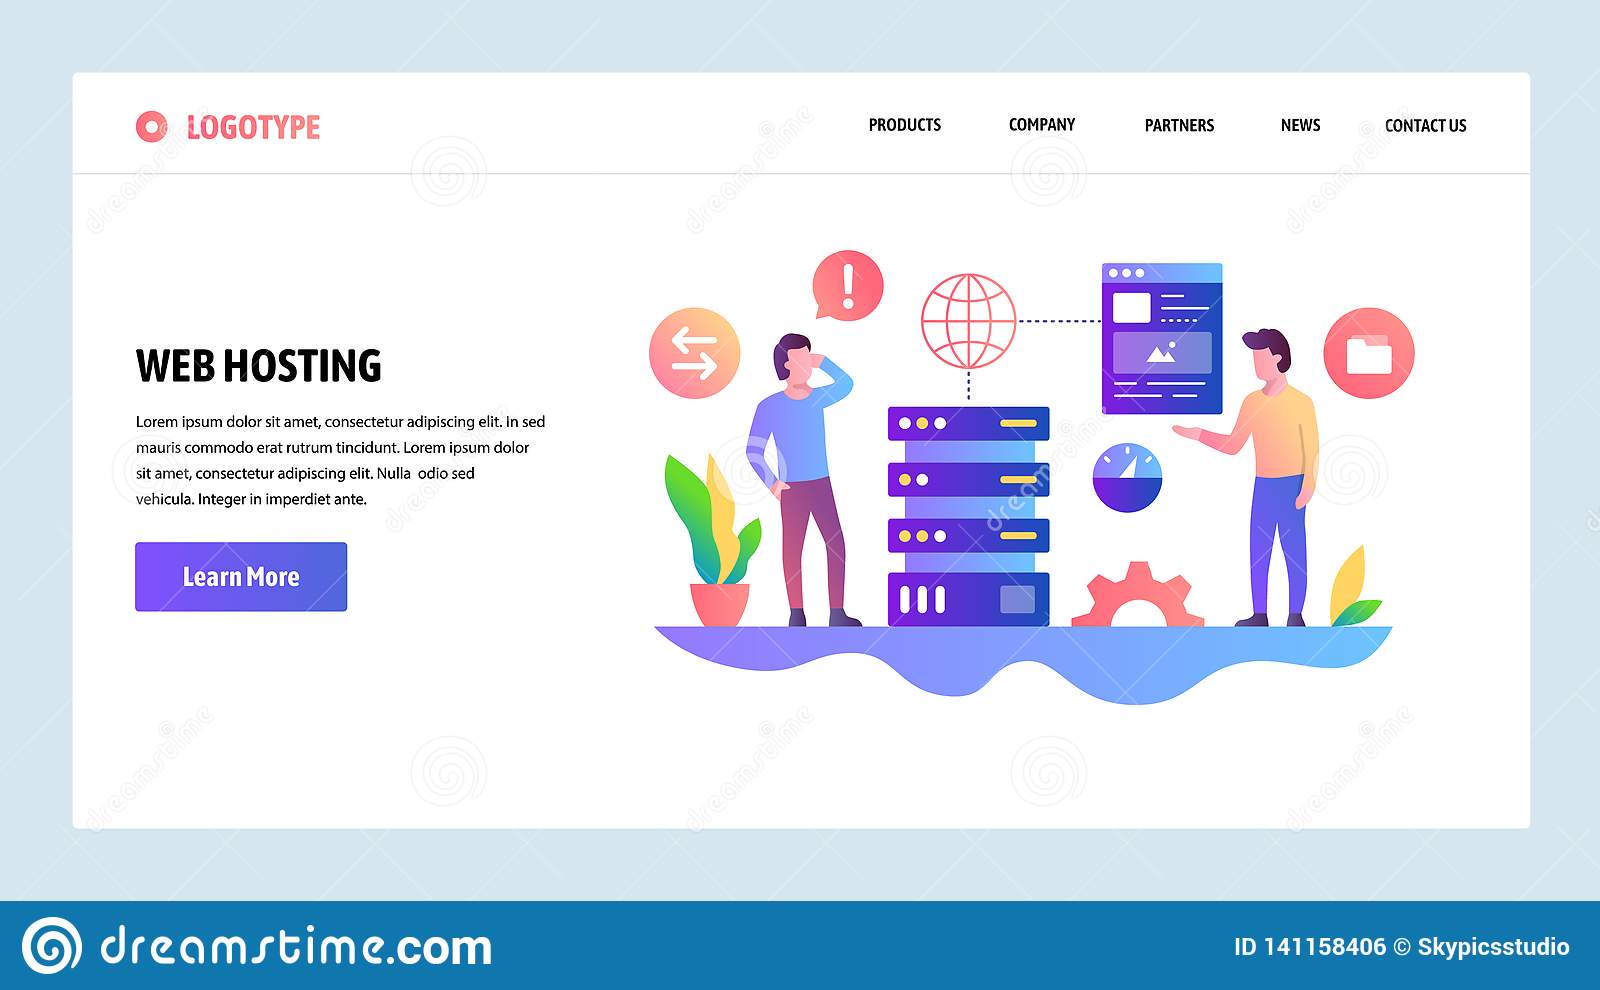 LOGOTYPE
PRODUCTS COMPANY PARTNERS NEWS CONTACT US
WEB HOSTING
Lorem ipsum dolor sit amet, consectetur adipiscing elit. In sed
mauris commodo erat rutrum tincidunt. Lorem ipsum dolor
sit amet, consectetur adipiscing elit. Nulla odio sed
vehicula. Integer in imperdiet ante.
Learn More
dreamstime.com
ID 141158406 © Skypicsstudio